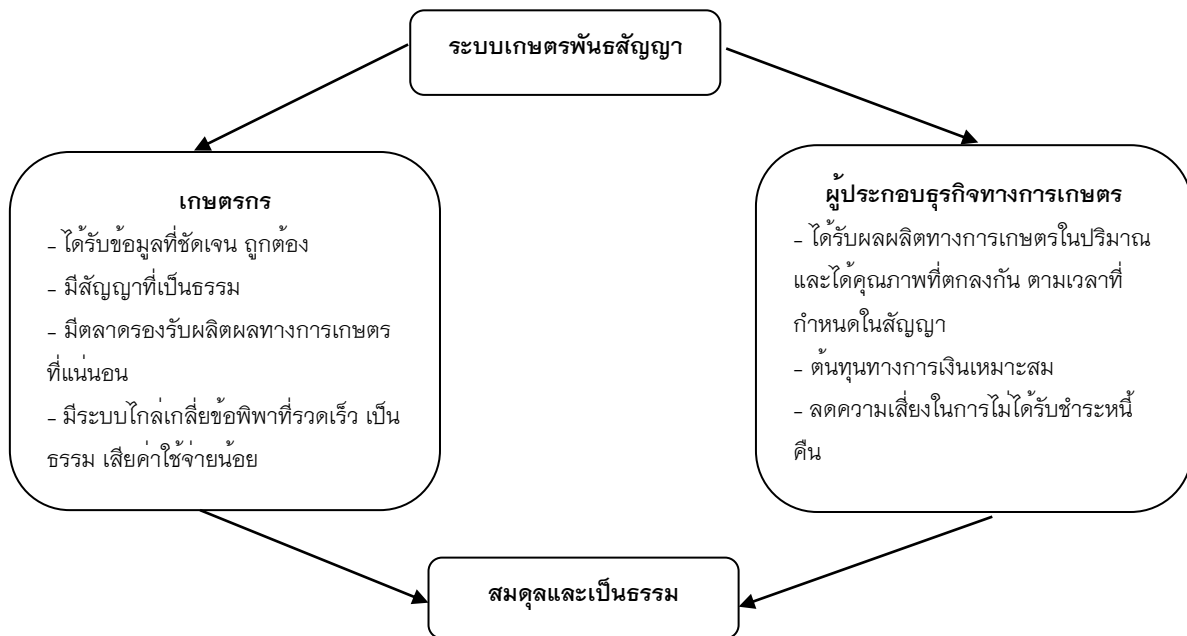 ระบบเกษตรพันธสัญญา
เกษตรกร
- ได้รับข้อมูลที่ชัดเจน ถูกต้อง
- มีสัญญาที่เป็นธรรม
- มีตลาดรองรับผลิตผลทางการเกษตร
ที่แน่นอน
- มีระบบไกล่เกลี่ยข้อพิพาที่รวดเร็ว เป็น
ธรรม เสียค่าใช้จ่ายน้อย
ผู้ประกอบธุรกิจทางการเกษตร
- ได้รับผลผลิตทางการเกษตรในปริมาณ
และได้คุณภาพที่ตกลงกัน ตามเวลาที่
กำหนดในสัญญา
- ต้นทุนทางการเงินเหมาะสม
- ลดความเสี่ยงในการไม่ได้รับชำระหนี้
คืน
สมดุลและเป็นธรรม